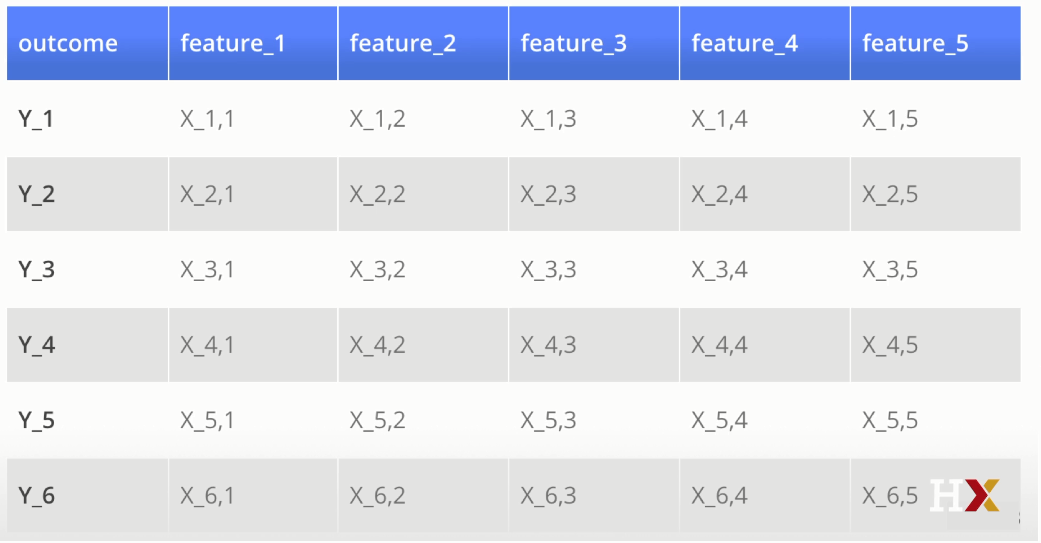 outcome feature_1 feature_2 feature_3 feature_4 feature_5
Y_1 X_1,1 X_1,2 X_1,3 X_1,4 X_1,5
Y_2 X_2,1 X_2,2 X_2,3 X_2,4 X_2,5
Y_3 X_3,1 X_3,2 X_3,3 X_3,4 X_3,5
Y_4 X_4,1 X_4,2 X_4,3 X_4,4 X_4,5
Y_5 X_5,1 X_5,2 X_5,3 X_5,4 X_5,5
Y_6 X_6,1 X_6,2 X_6,3 X_6,4 X_6,5 HX